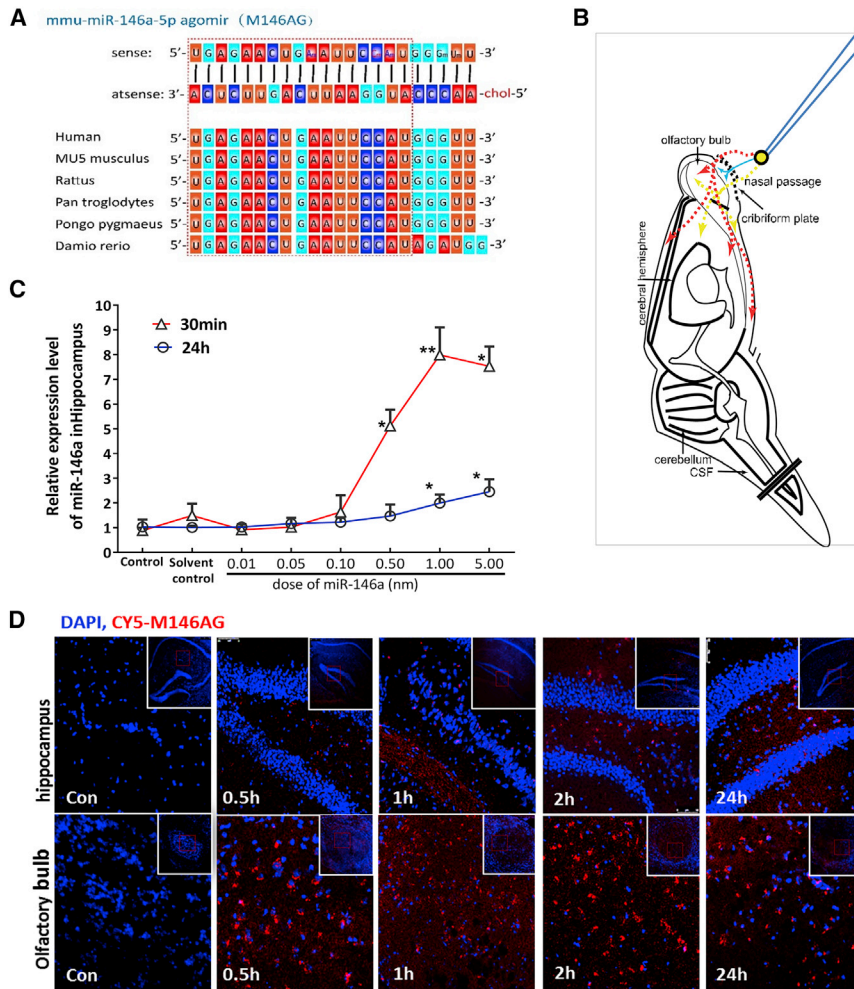 A
mmu-miR-146a-5p agomir (M146AG)
sense: 5'- U G A G A A C U G A A U U C C A U G G G U U -3'
atsense: 3'- A C U C U U G A C U U A A G G U A C C C A A -chol-5'
Human 5'- U G A G A A C U G A A U U C C A U G G G U U -3'
MU5 musculus 5'- U G A G A A C U G A A U U C C A U G G G U U -3'
Rattus 5'- U G A G A A C U G A A U U C C A U G G G U U -3'
Pan troglodytes 5'- U G A G A A C U G A A U U C C A U G G G U U -3'
Pongo pygmaeus 5'- U G A G A A C U G A A U U C C A U G G G U U -3'
Damio rerio 5'- U G A G A A C U G A A U U C C A U A G A U G G -3'
B
olfactory bulb
nasal passage
cribriform plate
cerebral hemisphere
cerebellum
CSF
C
Relative expression level
of miR-146a inHippocampus
10
9
8
7
6
5
4
3
2
1
0
30min
24h
**
*
*
*
*
Control Solvent control 0.01 0.05 0.10 0.50 1.00 5.00
dose of miR-146a (nm)
D
DAPI, CY5-M146AG
hippocampus
Con 0.5h 1h 2h 24h
Olfactory bulb
Con 0.5h 1h 2h 24h